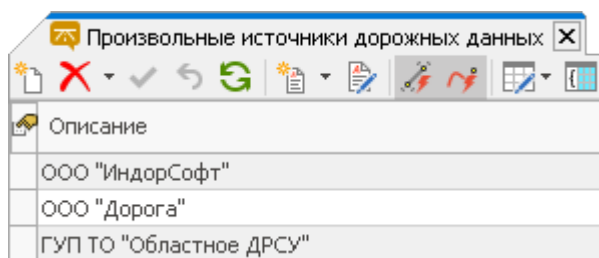 Произвольные источники дорожных данных
Описание
ООО "ИндорСофт"
ООО "Дорога"
ГУП ТО "Областное ДРСУ"